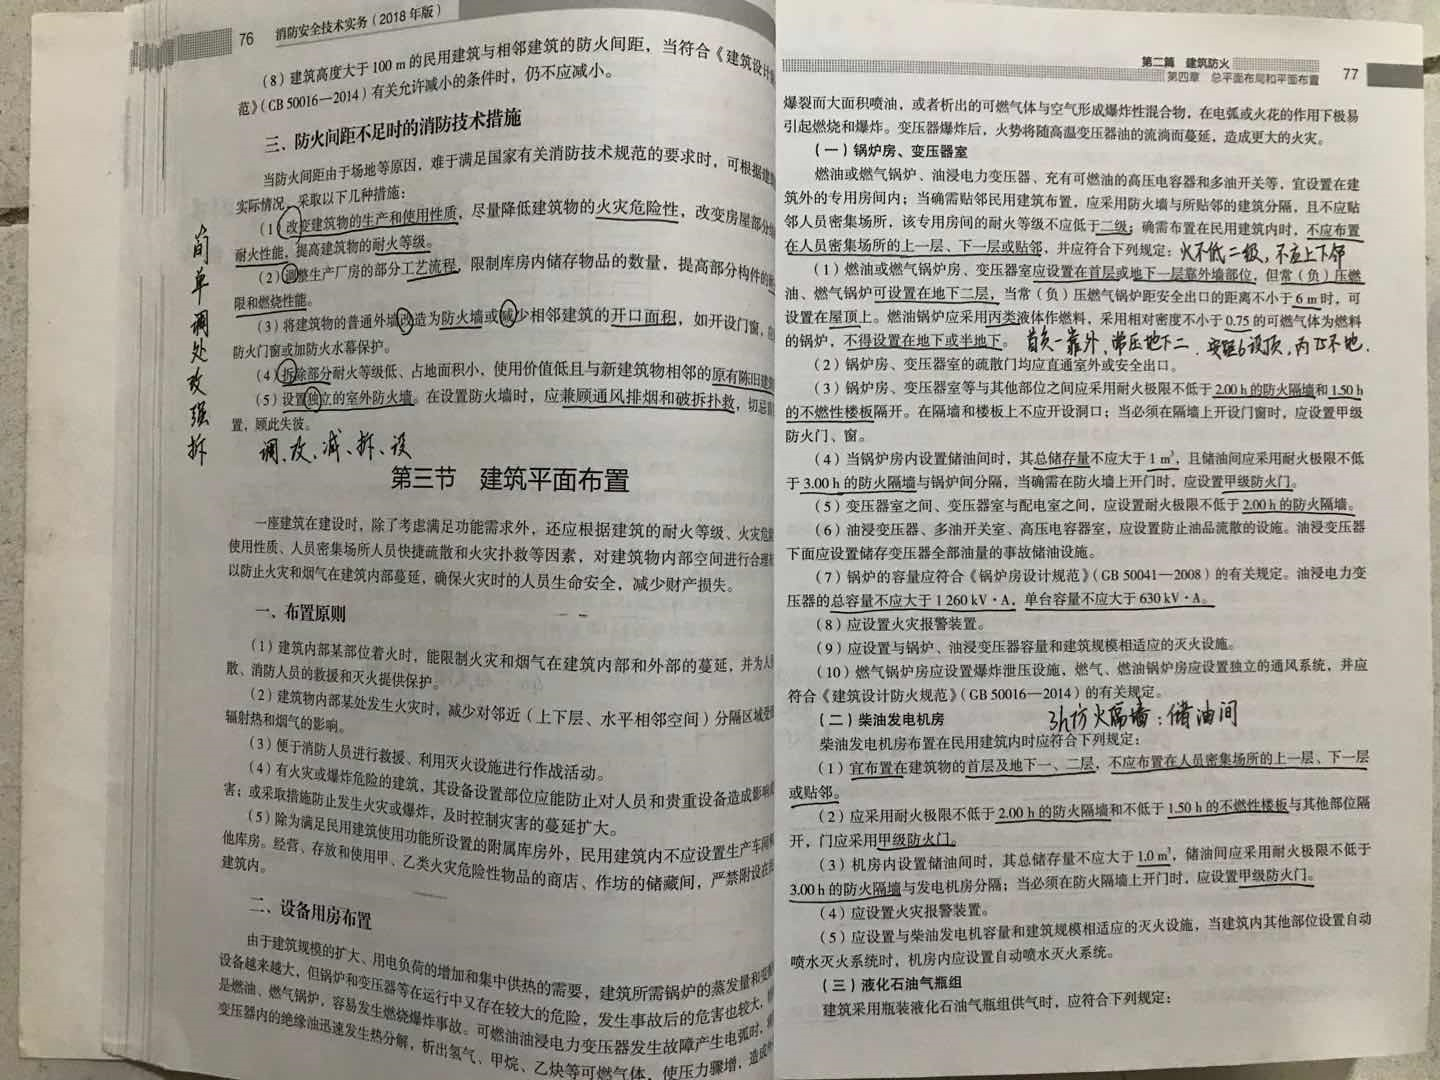 76 消防安全技术实务(2018年版)
(8)建筑高度大于100 m的民用建筑与相邻建筑的防火间距，当符合《建筑设计
范》(GB 50016—2014)有关允许减小的条件时，仍不应减小。
三、防火间距不足时的消防技术措施
当防火间距由于场地等原因，难于满足国家有关消防技术规范的要求时，可根据建
实际情况，采取以下几种措施：
(1)改变建筑物的生产和使用性质，尽量降低建筑物的火灾危险性，改变房屋部分
耐火性能，提高建筑物的耐火等级。
(2)调整生产厂房的部分工艺流程，限制库房内储存物品的数量，提高部分构件的
限和燃烧性能。
(3)将建筑物的普通外墙改造为防火墙或减少相邻建筑的开口面积，如开设门窗，
防火门窗或加防火水幕保护。
(4)拆除部分耐火等级低、占地面积小，使用价值低且与新建筑物相邻的原有陈旧建
(5)设置独立的室外防火墙。在设置防火墙时，应兼顾通风排烟和破拆扑救，切忌
置，顾此失彼。
简单调处改强拆
调、改、减、拆、设
第三节 建筑平面布置
一座建筑在建设时，除了考虑满足功能需求外，还应根据建筑的耐火等级、火灾危
使用性质、人员密集场所人员快捷疏散和火灾扑救等因素，对建筑物内部空间进行合理
以防止火灾和烟气在建筑内部蔓延，确保火灾时的人员生命安全，减少财产损失。
一、布置原则
(1)建筑内部某部位着火时，能限制火灾和烟气在建筑内部和外部的蔓延，并为人
散、消防人员的救援和灭火提供保护。
(2)建筑物内部某处发生火灾时，减少对邻近(上下层、水平相邻空间)分隔区域受
辐射热和烟气的影响。
(3)便于消防人员进行救援、利用灭火设施进行作战活动。
(4)有火灾或爆炸危险的建筑，其设备设置部位应能防止对人员和贵重设备造成影响
害；或采取措施防止发生火灾或爆炸，及时控制灾害的蔓延扩大。
(5)除为满足民用建筑使用功能所设置的附属库房外，民用建筑内不应设置生产车间
他库房。经营、存放和使用甲、乙类火灾危险性物品的商店、作坊的储藏间，严禁附设在
建筑内。
二、设备用房布置
由于建筑规模的扩大、用电负荷的增加和集中供热的需要，建筑所需锅炉的蒸发量和变
设备越来越大，但锅炉和变压器等在运行中又存在较大的危险，发生事故后的危害也较大，
是燃油、燃气锅炉，容易发生燃烧爆炸事故。可燃油油浸电力变压器发生故障产生电弧时，
变压器内的绝缘油迅速发生热分解，析出氢气、甲烷、乙炔等可燃气体，使压力骤增，造成
第二篇 建筑防火
第四章 总平面布局和平面布置 77
爆裂而大面积喷油，或者析出的可燃气体与空气形成爆炸性混合物，在电弧或火花的作用下极易
引起燃烧和爆炸。变压器爆炸后，火势将随高温变压器油的流淌而蔓延，造成更大的火灾。
(一)锅炉房、变压器室
燃油或燃气锅炉、油浸电力变压器、充有可燃油的高压电容器和多油开关等，宜设置在建
筑外的专用房间内；当确需贴邻民用建筑布置，应采用防火墙与所贴邻的建筑分隔，且不应贴
邻人员密集场所，该专用房间的耐火等级不应低于二级；确需布置在民用建筑内时，不应布置
在人员密集场所的上一层、下一层或贴邻，并应符合下列规定：火不低二级，不应上下邻
(1)燃油或燃气锅炉房、变压器室应设置在首层或地下一层靠外墙部位，但常(负)压燃
油、燃气锅炉可设置在地下二层，当常(负)压燃气锅炉距安全出口的距离不小于6 m时，可
设置在屋顶上。燃油锅炉应采用丙类液体作燃料，采用相对密度不小于0.75的可燃气体为燃料
的锅炉，不得设置在地下或半地下。 首负一靠外，常压地下二，安距6设顶，丙飞不地.
(2)锅炉房、变压器室的疏散门均应直通室外或安全出口。
(3)锅炉房、变压器室等与其他部位之间应采用耐火极限不低于2.00 h的防火隔墙和1.50 h
的不燃性楼板隔开。在隔墙和楼板上不应开设洞口；当必须在隔墙上开设门窗时，应设置甲级
防火门、窗。
(4)当锅炉房内设置储油间时，其总储存量不应大于1 m³，且储油间应采用耐火极限不低
于3.00 h的防火隔墙与锅炉间分隔，当确需在防火墙上开门时，应设置甲级防火门。
(5)变压器室之间、变压器室与配电室之间，应设置耐火极限不低于2.00 h的防火隔墙。
(6)油浸变压器、多油开关室、高压电容器室，应设置防止油品流散的设施。油浸变压器
下面应设置储存变压器全部油量的事故储油设施。
(7)锅炉的容量应符合《锅炉房设计规范》(GB 50041—2008)的有关规定。油浸电力变
压器的总容量不应大于1 260 kV·A，单台容量不应大于630 kV·A。
(8)应设置火灾报警装置。
(9)应设置与锅炉、油浸变压器容量和建筑规模相适应的灭火设施。
(10)燃气锅炉房应设置爆炸泄压设施，燃气、燃油锅炉房应设置独立的通风系统，并应
符合《建筑设计防火规范》(GB 50016—2014)的有关规定。
(二)柴油发电机房 3h防火隔墙：储油间
柴油发电机房布置在民用建筑内时应符合下列规定：
(1)宜布置在建筑物的首层及地下一、二层，不应布置在人员密集场所的上一层、下一层
或贴邻。
(2)应采用耐火极限不低于2.00 h的防火隔墙和不低于1.50 h的不燃性楼板与其他部位隔
开，门应采用甲级防火门。
(3)机房内设置储油间时，其总储存量不应大于1.0 m³，储油间应采用耐火极限不低于
3.00 h的防火隔墙与发电机房分隔；当必须在防火隔墙上开门时，应设置甲级防火门。
(4)应设置火灾报警装置。
(5)应设置与柴油发电机容量和建筑规模相适应的灭火设施，当建筑内其他部位设置自动
喷水灭火系统时，机房内应设置自动喷水灭火系统。
(三)液化石油气瓶组
建筑采用瓶装液化石油气瓶组供气时，应符合下列规定：